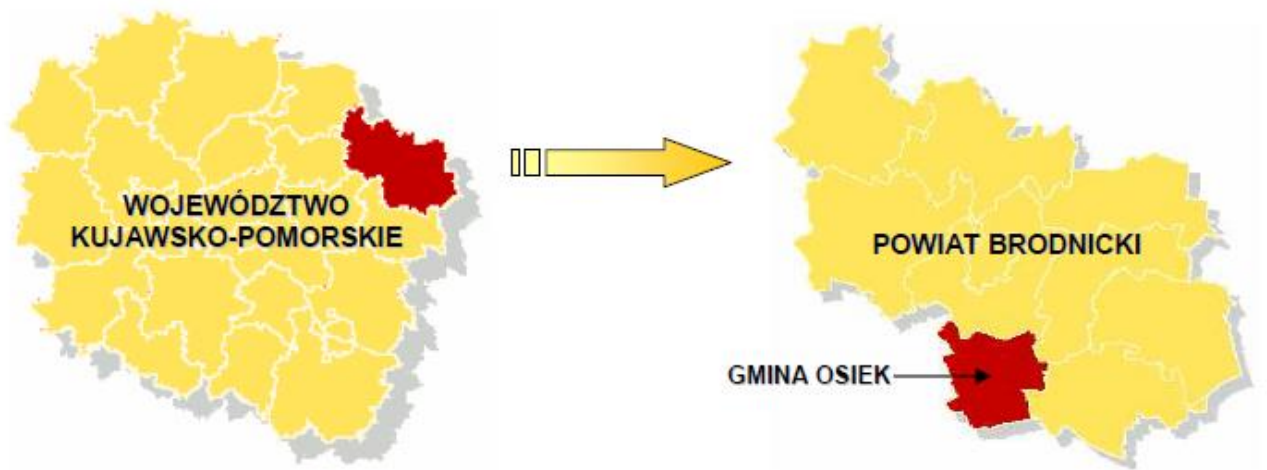 WOJEWÓDZTWO
KUJAWSKO-POMORSKIE
POWIAT BRODNICKI
GMINA OSIEK